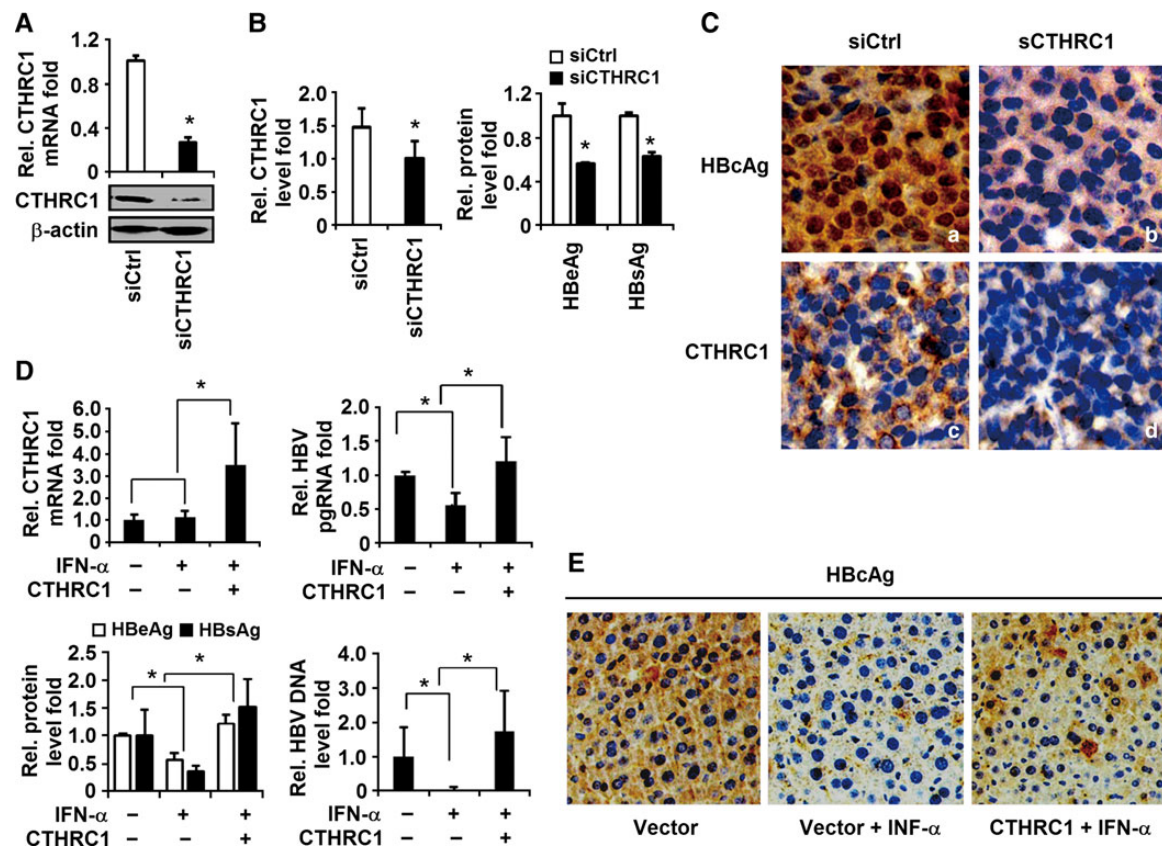 A
Rel. CTHRC1
mRNA fold
1.2
0.8
0.4
0
*
CTHRC1
β-actin
siCtrl
siCTHRC1
B
Rel. CTHRC1
level fold
2.0
1.5
1.0
0.5
0
*
siCtrl
siCTHRC1
siCtrl
siCTHRC1
Rel. protein
level fold
1.2
0.8
0.4
0
*
*
HBeAg
HBsAg
C
siCtrl
sCTHRC1
HBcAg
a
b
CTHRC1
c
d
D
Rel. CTHRC1
mRNA fold
6.0
5.0
4.0
3.0
2.0
1.0
0
*
IFN-α – + +
CTHRC1 – – +
Rel. HBV
pgRNA fold
2.0
1.5
1.0
0.5
0
*
*
IFN-α – + +
CTHRC1 – – +
HBeAg HBsAg
Rel. protein
level fold
2.5
2.0
1.5
1.0
0.5
0
*
*
IFN-α – + +
CTHRC1 – – +
Rel. HBV DNA
level fold
4.0
3.0
2.0
1.0
0
*
*
IFN-α – + +
CTHRC1 – – +
E
HBcAg
Vector
Vector + INF-α
CTHRC1 + IFN-α